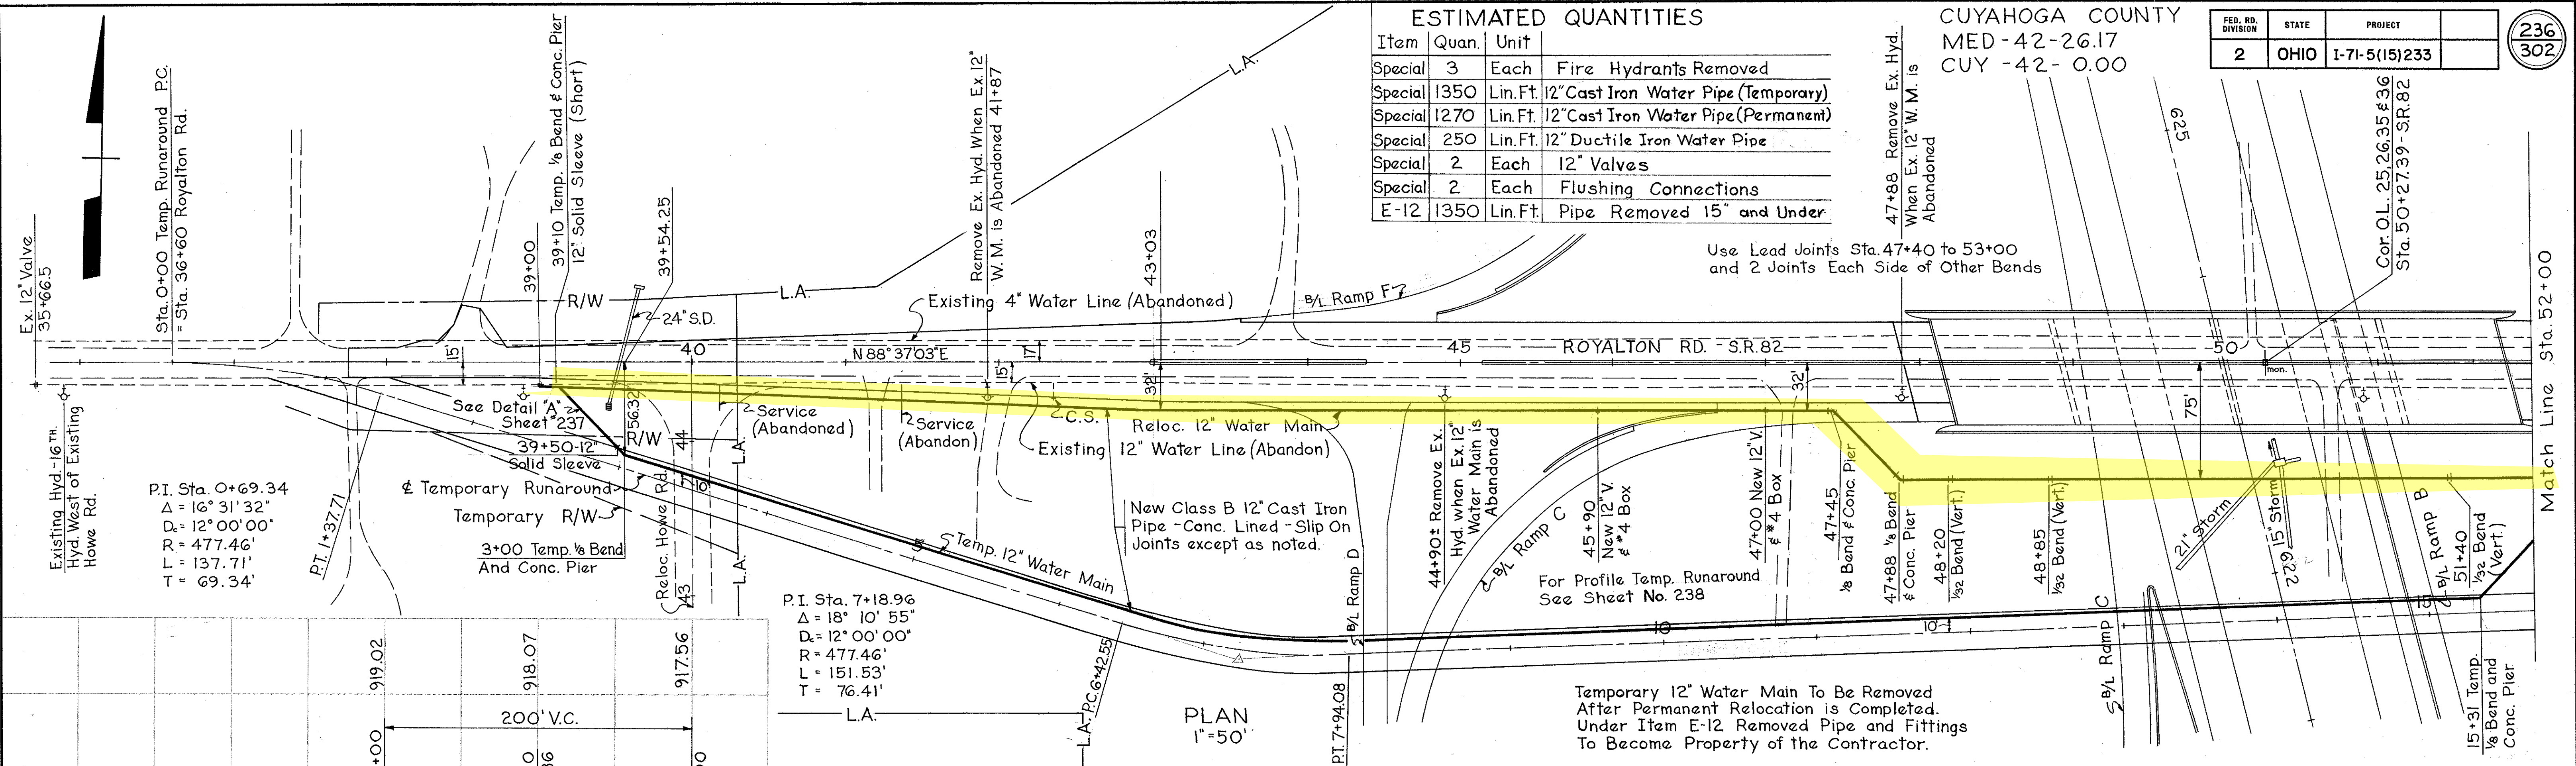 ESTIMATED QUANTITIES
Item Quan. Unit
Special 3 Each Fire Hydrants Removed
Special 1350 Lin.Ft. 12" Cast Iron Water Pipe (Temporary)
Special 1270 Lin.Ft. 12" Cast Iron Water Pipe (Permanent)
Special 250 Lin.Ft. 12" Ductile Iron Water Pipe
Special 2 Each 12" Valves
Special 2 Each Flushing Connections
E-12 1350 Lin.Ft. Pipe Removed 15" and Under
CUYAHOGA COUNTY
MED-42-26.17
CUY -42- 0.00
FED. RD. DIVISION STATE PROJECT
2 OHIO I-71-5(15)233
236
302
Ex. 12" Valve
35+66.5
Sta. 0+00 Temp. Runaround P.C.
= Sta. 36+60 Royalton Rd.
39+00
39+10 Temp. ⅛ Bend & Conc. Pier
12" Solid Sleeve (Short)
39+54.25
Remove Ex. Hyd. When Ex. 12"
W. M. is Abandoned 41+87
43+03
47+88 Remove Ex. Hyd.
When Ex. 12" W. M. is
Abandoned
625
Cor. O.L. 25,26,35 & 36
Sta. 50+27.39 - S.R. 82
L.A.
Use Lead Joints Sta. 47+40 to 53+00
and 2 Joints Each Side of Other Bends
R/W
L.A.
Existing 4" Water Line (Abandoned)
B/L Ramp F
24" S.D.
15'
40
N 88° 37' 03" E
17'
15'
32'
45
ROYALTON RD. - S.R. 82
32'
50
mon.
75'
Match Line Sta. 52+00
See Detail "A"
Sheet #237
56.32
R/W
44
L.A.
Service
(Abandoned)
Service
(Abandon)
C.S.
Reloc. 12" Water Main
Existing 12" Water Line (Abandon)
39+50-12"
Solid Sleeve
Existing Hyd.-16TH.
Hyd. West of Existing
Howe Rd.
P.I. Sta. 0+69.34
Δ = 16° 31' 32"
Dc = 12° 00' 00"
R = 477.46'
L = 137.71'
T = 69.34'
P.T. 1+37.71
℄ Temporary Runaround
Temporary R/W
10'
3+00 Temp. ⅛ Bend
And Conc. Pier
Reloc. Howe Rd.
43
L.A.
5
Temp. 12" Water Main
New Class B 12" Cast Iron
Pipe - Conc. Lined - Slip On
Joints except as noted.
B/L Ramp D
44+90± Remove Ex.
Hyd. when Ex. 12"
Water Main is
Abandoned
B/L Ramp C
45+90
New 12" V.
& #4 Box
47+00 New 12" V.
& #4 Box
47+45
⅛ Bend & Conc. Pier
47+88 ⅛ Bend
& Conc. Pier
48+20
1/32 Bend (Vert.)
48+85
1/32 Bend (Vert.)
21" Storm
15" Storm
622
B/L Ramp B
51+40
1/32 Bend
(Vert.)
For Profile Temp. Runaround
See Sheet No. 238
P.I. Sta. 7+18.96
Δ = 18° 10' 55"
Dc = 12° 00' 00"
R = 477.46'
L = 151.53'
T = 76.41'
L.A.
L.A.
P.C. 6+42.55
P.T. 7+94.08
10
10'
B/L Ramp C
15
15+31 Temp.
⅛ Bend and
Conc. Pier
PLAN
1"=50'
Temporary 12" Water Main To Be Removed
After Permanent Relocation is Completed.
Under Item E-12 Removed Pipe and Fittings
To Become Property of the Contractor.
919.02
918.07
917.56
200' V.C.